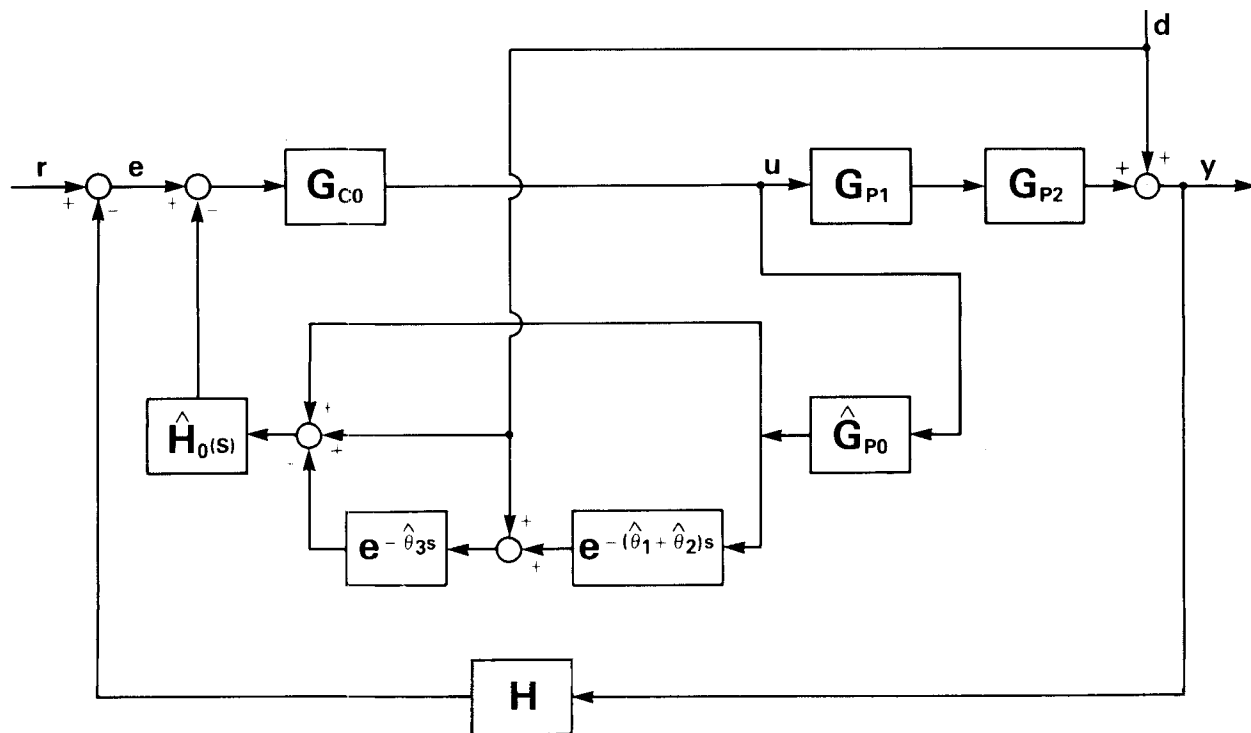 d
r
e
G_C0
u
G_P1
G_P2
y
+
-
+
-
+
+
Ĥ_0(S)
+
+
-
Ĝ_P0
e^{-θ̂_3 s}
+
+
e^{-(θ̂_1 + θ̂_2)s}
H